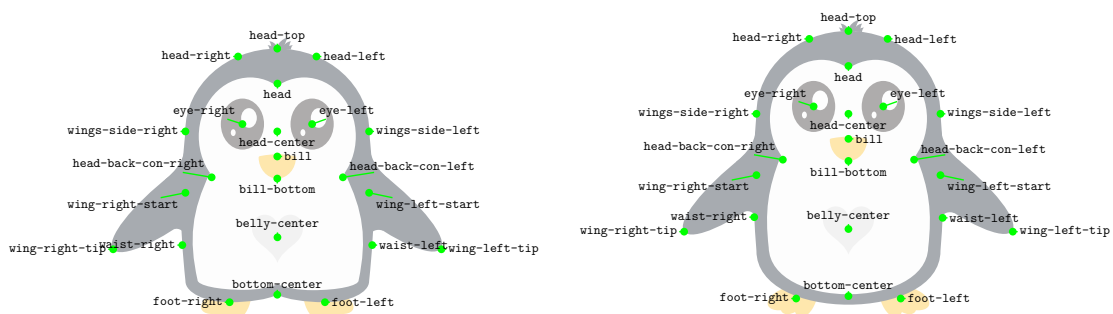 head-top
head-right
head-left
head
eye-right
eye-left
wings-side-right
wings-side-left
head-center
bill
head-back-con-right
head-back-con-left
bill-bottom
wing-right-start
wing-left-start
belly-center
waist-right
waist-left
wing-right-tip
wing-left-tip
bottom-center
foot-right
foot-left
head-top
head-right
head-left
head
eye-right
eye-left
wings-side-right
wings-side-left
head-center
bill
head-back-con-right
head-back-con-left
bill-bottom
wing-right-start
wing-left-start
belly-center
waist-right
waist-left
wing-right-tip
wing-left-tip
bottom-center
foot-right
foot-left